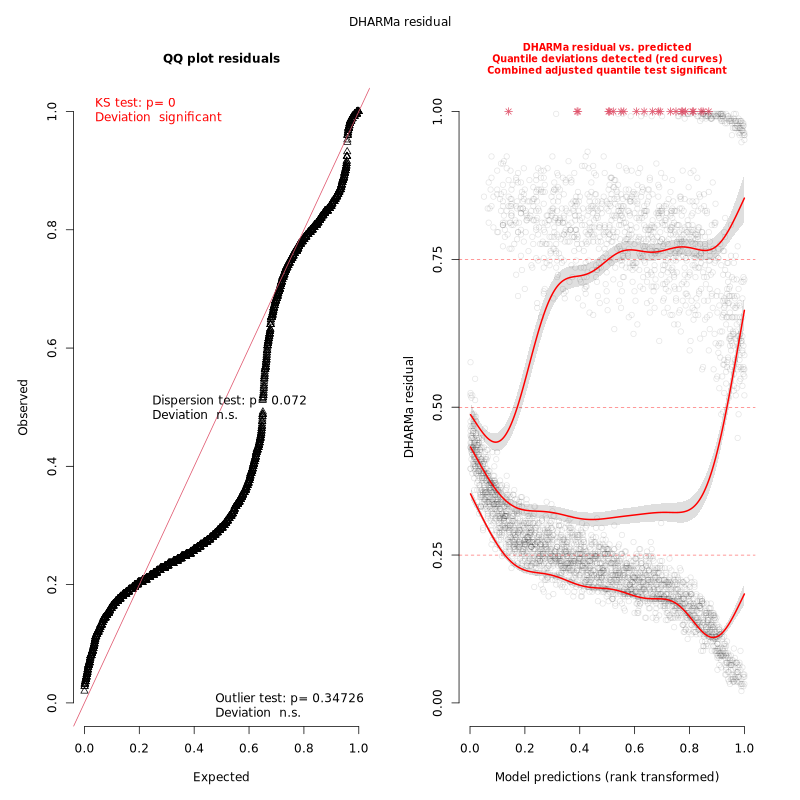 DHARMa residual
QQ plot residuals
KS test: p= 0
Deviation significant
Dispersion test: p= 0.072
Deviation n.s.
Outlier test: p= 0.34726
Deviation n.s.
Observed
0.0
0.2
0.4
0.6
0.8
1.0
0.0
0.2
0.4
0.6
0.8
1.0
Expected
DHARMa residual vs. predicted
Quantile deviations detected (red curves)
Combined adjusted quantile test significant
DHARMa residual
0.00
0.25
0.50
0.75
1.00
0.0
0.2
0.4
0.6
0.8
1.0
Model predictions (rank transformed)